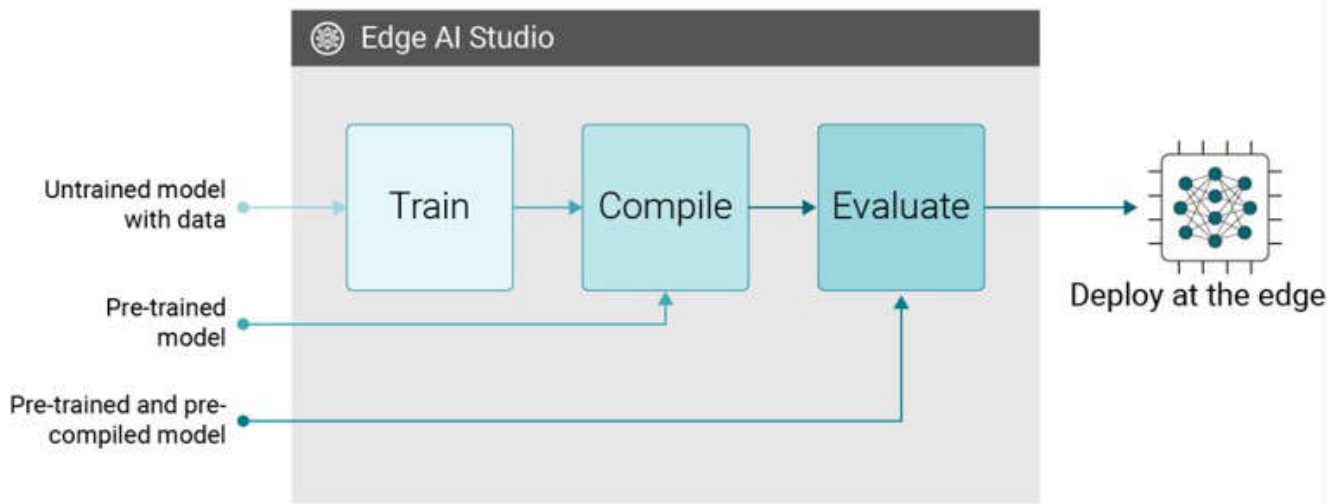 Edge AI Studio
Untrained model
with data
Train
Compile
Evaluate
Deploy at the edge
Pre-trained
model
Pre-trained and pre-
compiled model